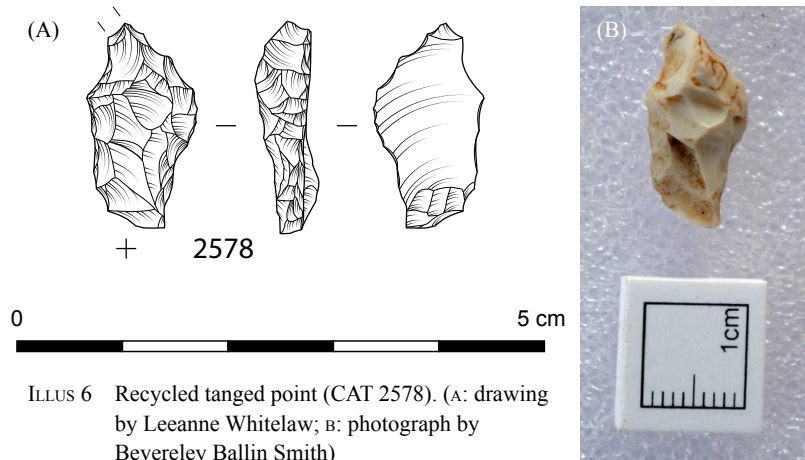 (A)
(B)
+ 2578
0 5 cm
1cm
ILLUS 6 Recycled tanged point (CAT 2578). (A: drawing
by Leeanne Whitelaw; B: photograph by
Bevereley Ballin Smith)